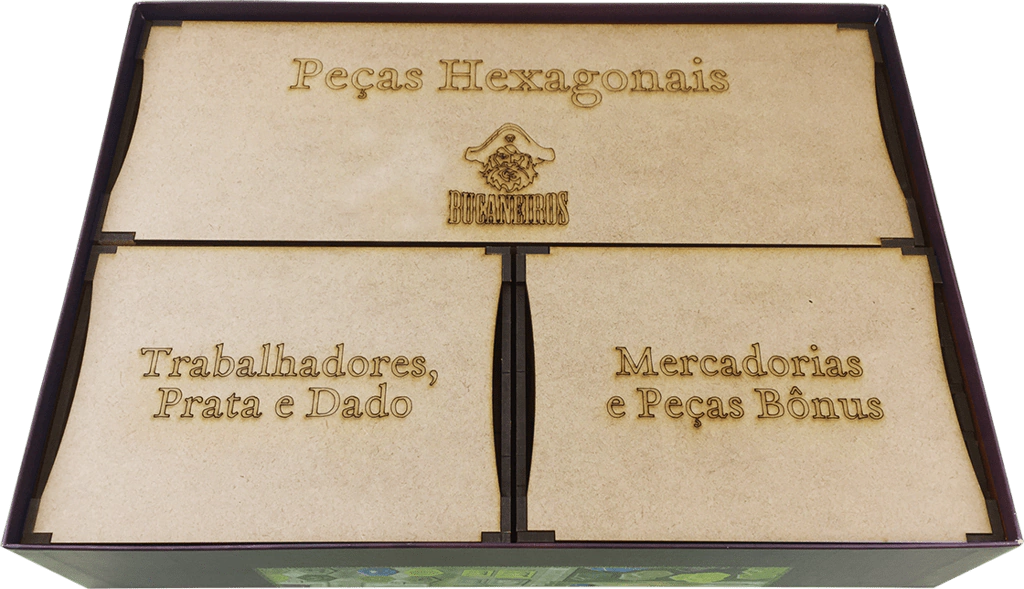 Peças Hexagonais
BUCANEIROS
Trabalhadores,
Prata e Dado
Mercadorias
e Peças Bônus